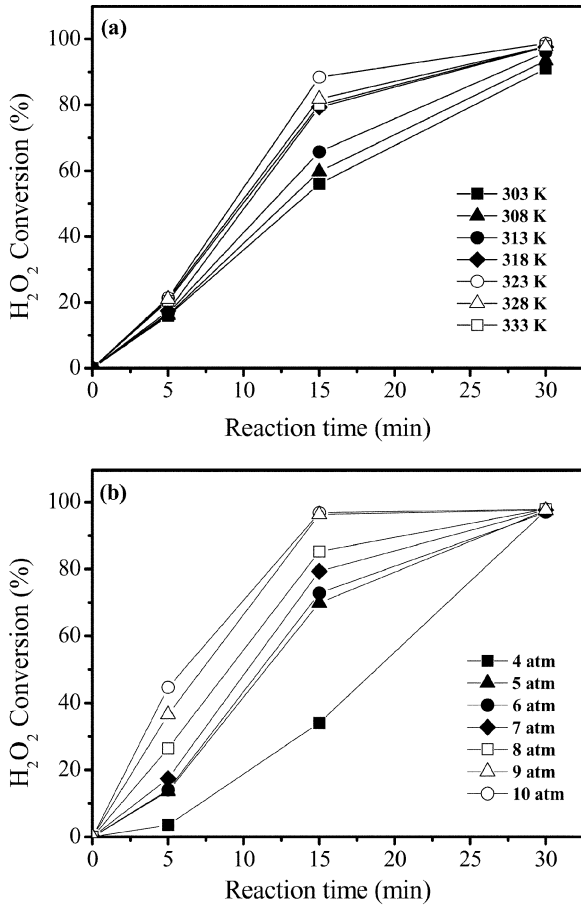 (a)
H₂O₂ Conversion (%)
100
80
60
40
20
0
303 K
308 K
313 K
318 K
323 K
328 K
333 K
0 5 10 15 20 25 30
Reaction time (min)
(b)
H₂O₂ Conversion (%)
100
80
60
40
20
0
4 atm
5 atm
6 atm
7 atm
8 atm
9 atm
10 atm
0 5 10 15 20 25 30
Reaction time (min)